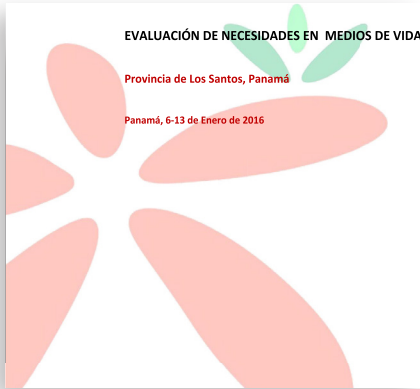 EVALUACIÓN DE NECESIDADES EN  MEDIOS DE VIDA
Provincia de Los Santos, Panamá
Panamá, 6-13 de Enero de 2016